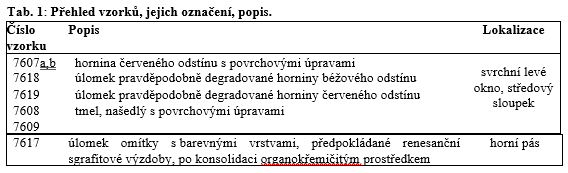 Tab. 1: Přehled vzorků, jejich označení, popis.
Číslo vzorku Popis Lokalizace
7607a,b hornina červeného odstínu s povrchovými úpravami
7618 úlomek pravděpodobně degradované horniny béžového odstínu
7619 úlomek pravděpodobně degradované horniny červeného odstínu
7608 tmel, našedlý s povrchovými úpravami
7609
svrchní levé
okno, středový
sloupek
7617 úlomek omítky s barevnými vrstvami, předpokládané renesanční horní pás
sgrafitové výzdoby, po konsolidaci organokřemičitým prostředkem